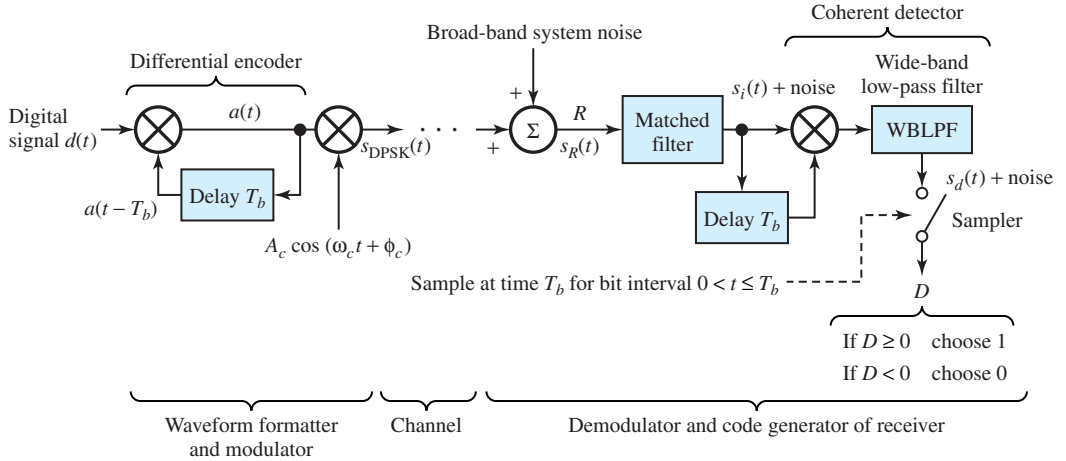 Coherent detector
Broad-band system noise
Differential encoder
Wide-band
low-pass filter
Digital
signal d(t)
a(t)
s_DPSK(t)
+
+
Σ
R
s_R(t)
Matched
filter
s_i(t) + noise
WBLPF
Delay T_b
a(t − T_b)
Delay T_b
s_d(t) + noise
Sampler
A_c cos (ω_c t + ϕ_c)
Sample at time T_b for bit interval 0 < t ≤ T_b
D
If D ≥ 0 choose 1
If D < 0 choose 0
Waveform formatter
and modulator
Channel
Demodulator and code generator of receiver